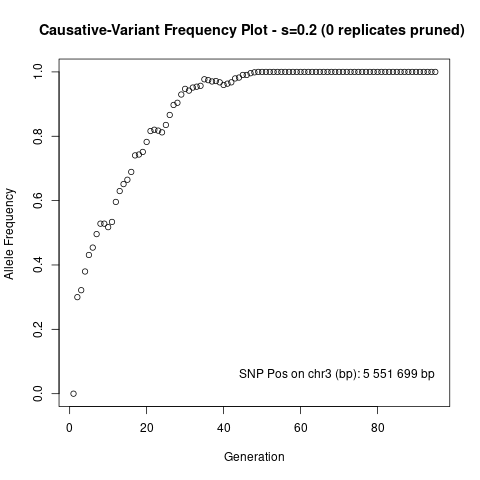 Causative-Variant Frequency Plot - s=0.2 (0 replicates pruned)
1.0
0.8
0.6
0.4
0.2
0.0
Allele Frequency
SNP Pos on chr3 (bp): 5 551 699 bp
0 20 40 60 80
Generation